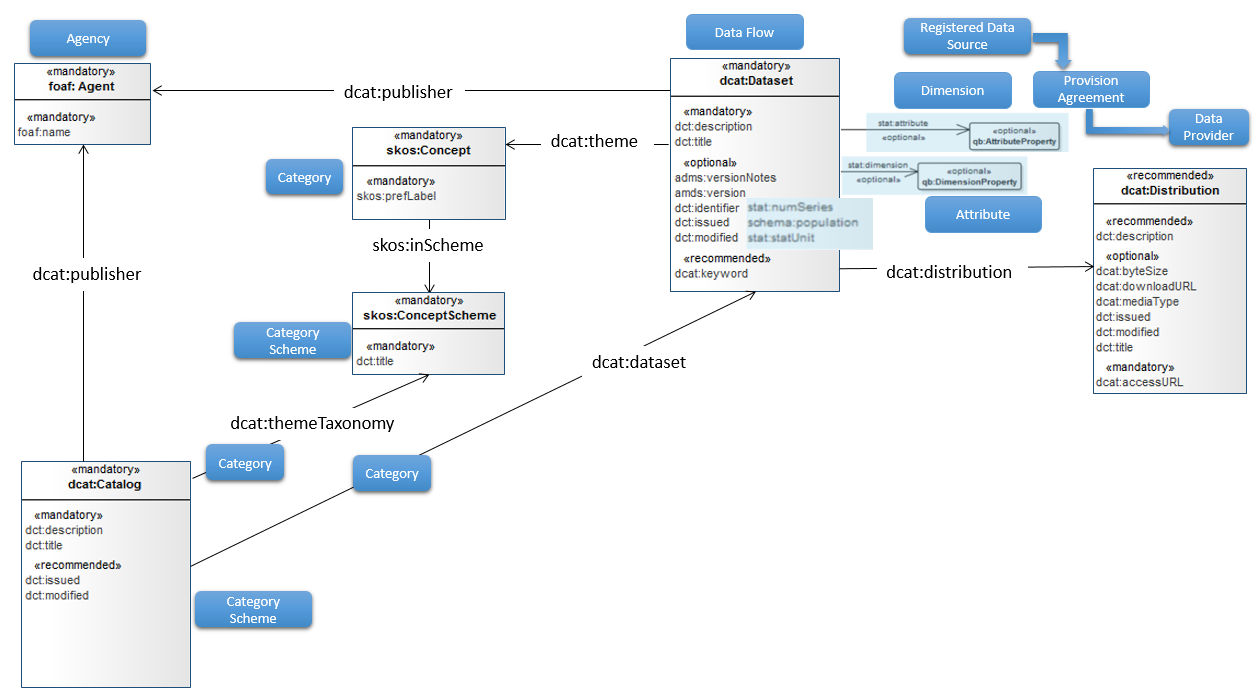 Agency
«mandatory»
foaf: Agent
«mandatory»
foaf:name
dcat:publisher
Data Flow
«mandatory»
dcat:Dataset
«mandatory»
dct:description
dct:title
«optional»
adms:versionNotes
amds:version
dct:identifier
dct:issued
dct:modified
stat:numSeries
schema:population
stat:statUnit
«recommended»
dcat:keyword
Registered Data
Source
Provision
Agreement
Data
Provider
Dimension
stat:attribute
«optional»
«optional»
qb:AttributeProperty
stat:dimension
«optional»
«optional»
qb:DimensionProperty
Attribute
dcat:theme
«mandatory»
skos:Concept
«mandatory»
skos:prefLabel
Category
skos:inScheme
dcat:publisher
«mandatory»
skos:ConceptScheme
«mandatory»
dct:title
Category
Scheme
dcat:distribution
«recommended»
dcat:Distribution
«recommended»
dct:description
«optional»
dcat:byteSize
dcat:downloadURL
dcat:mediaType
dct:issued
dct:modified
dct:title
«mandatory»
dcat:accessURL
dcat:dataset
dcat:themeTaxonomy
Category
Category
«mandatory»
dcat:Catalog
«mandatory»
dct:description
dct:title
«recommended»
dct:issued
dct:modified
Category
Scheme